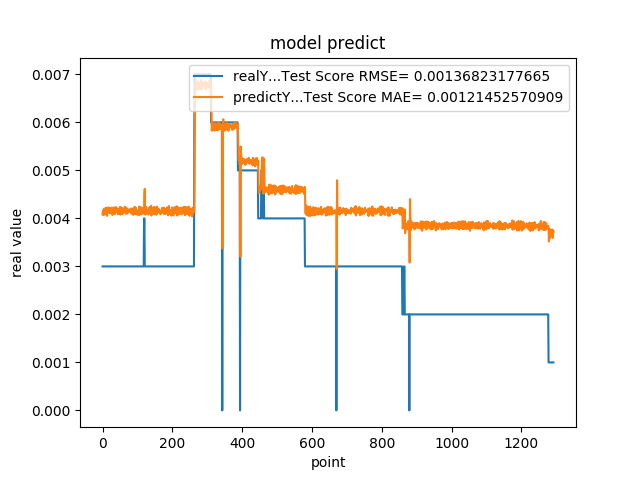 model predict
realY...Test Score RMSE= 0.00136823177665
predictY...Test Score MAE= 0.00121452570909
real value
0.007
0.006
0.005
0.004
0.003
0.002
0.001
0.000
0 200 400 600 800 1000 1200
point